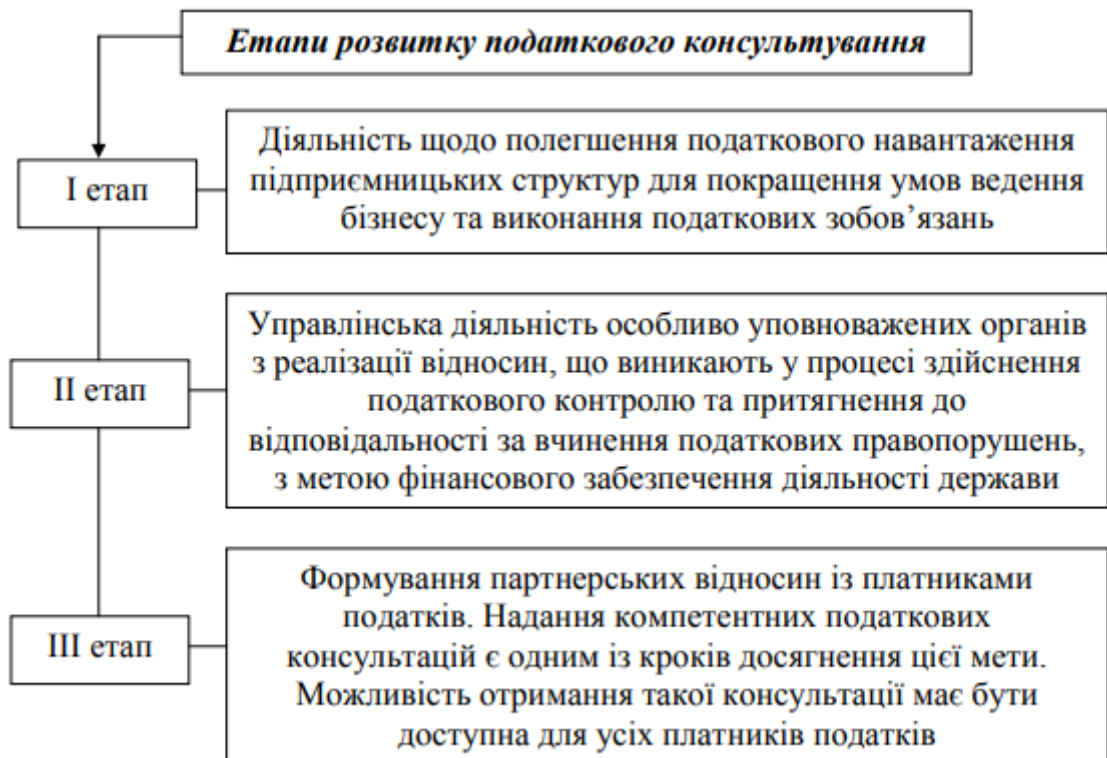 Етапи розвитку податкового консультування
І етап
Діяльність щодо полегшення податкового навантаження
підприємницьких структур для покращення умов ведення
бізнесу та виконання податкових зобов’язань
ІІ етап
Управлінська діяльність особливо уповноважених органів
з реалізації відносин, що виникають у процесі здійснення
податкового контролю та притягнення до
відповідальності за вчинення податкових правопорушень,
з метою фінансового забезпечення діяльності держави
ІІІ етап
Формування партнерських відносин із платниками
податків. Надання компетентних податкових
консультацій є одним із кроків досягнення цієї мети.
Можливість отримання такої консультації має бути
доступна для усіх платників податків